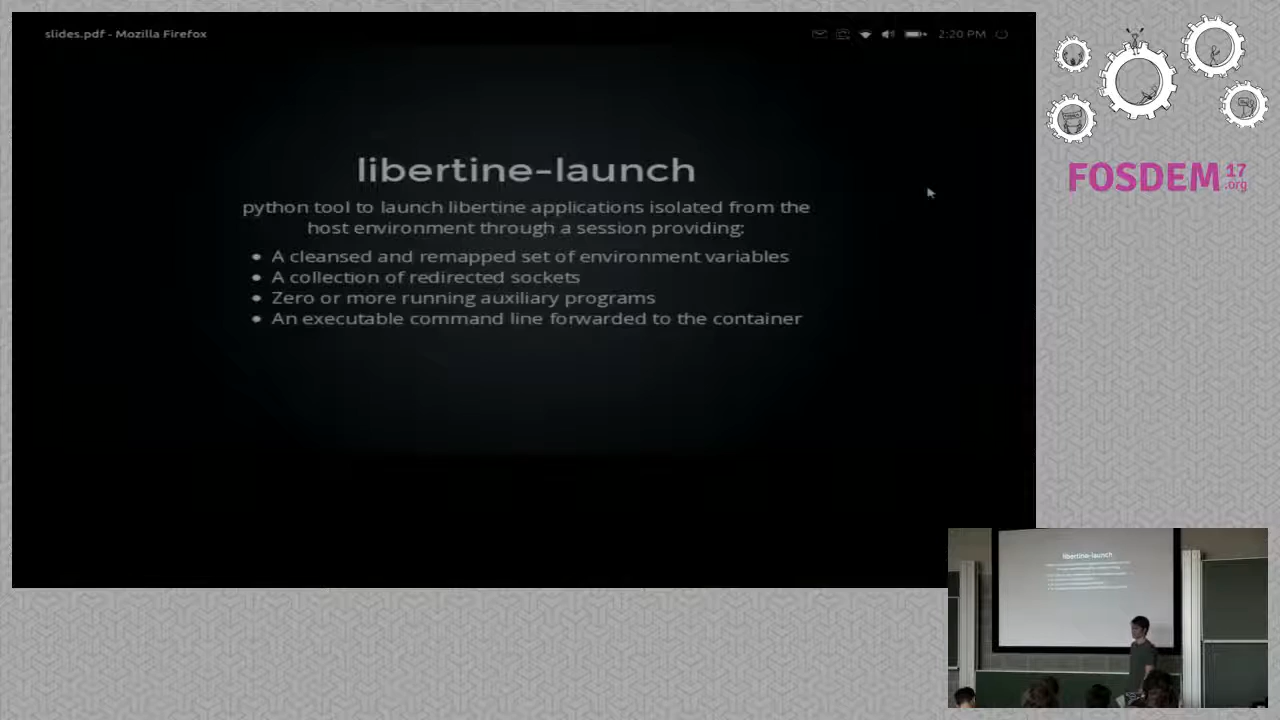 slides.pdf - Mozilla Firefox
2:20 PM
libertine-launch
python tool to launch libertine applications isolated from the
host environment through a session providing:
• A cleansed and remapped set of environment variables
• A collection of redirected sockets
• Zero or more running auxiliary programs
• An executable command line forwarded to the container
FOSDEM 17
.org
libertine-launch